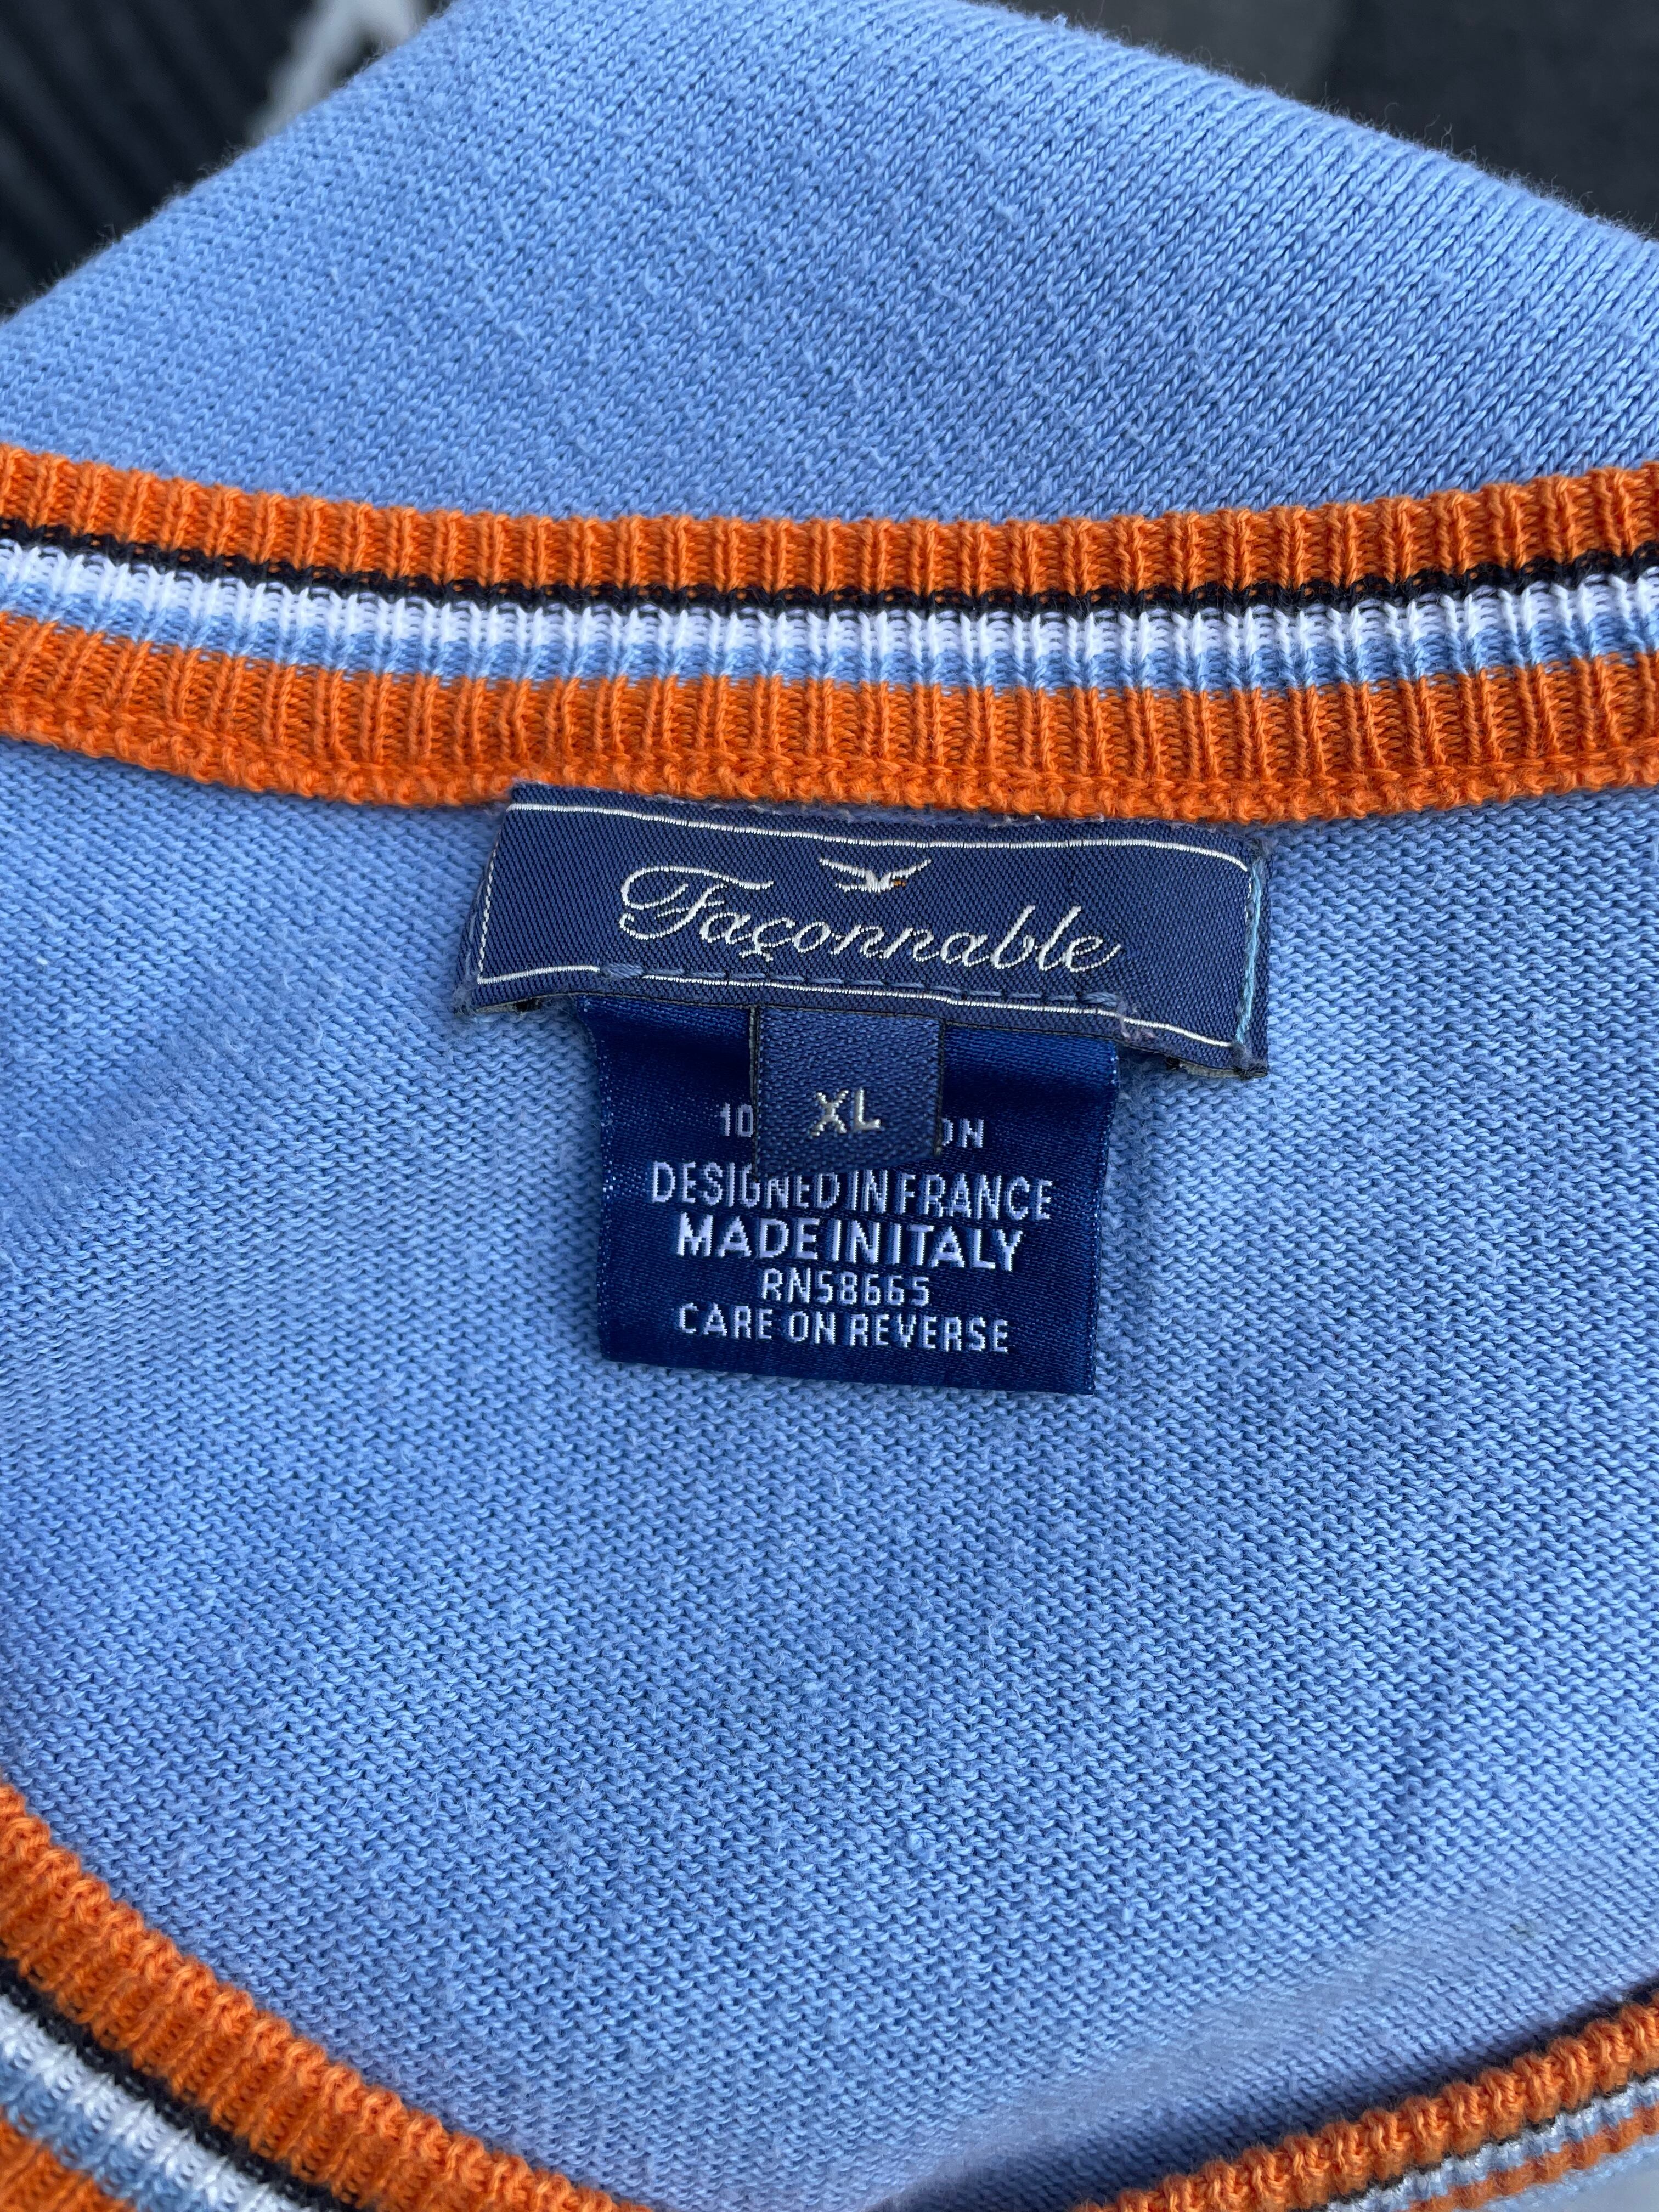 Façonnable
XL
DESIGNED IN FRANCE
MADE IN ITALY
RN58665
CARE ON REVERSE